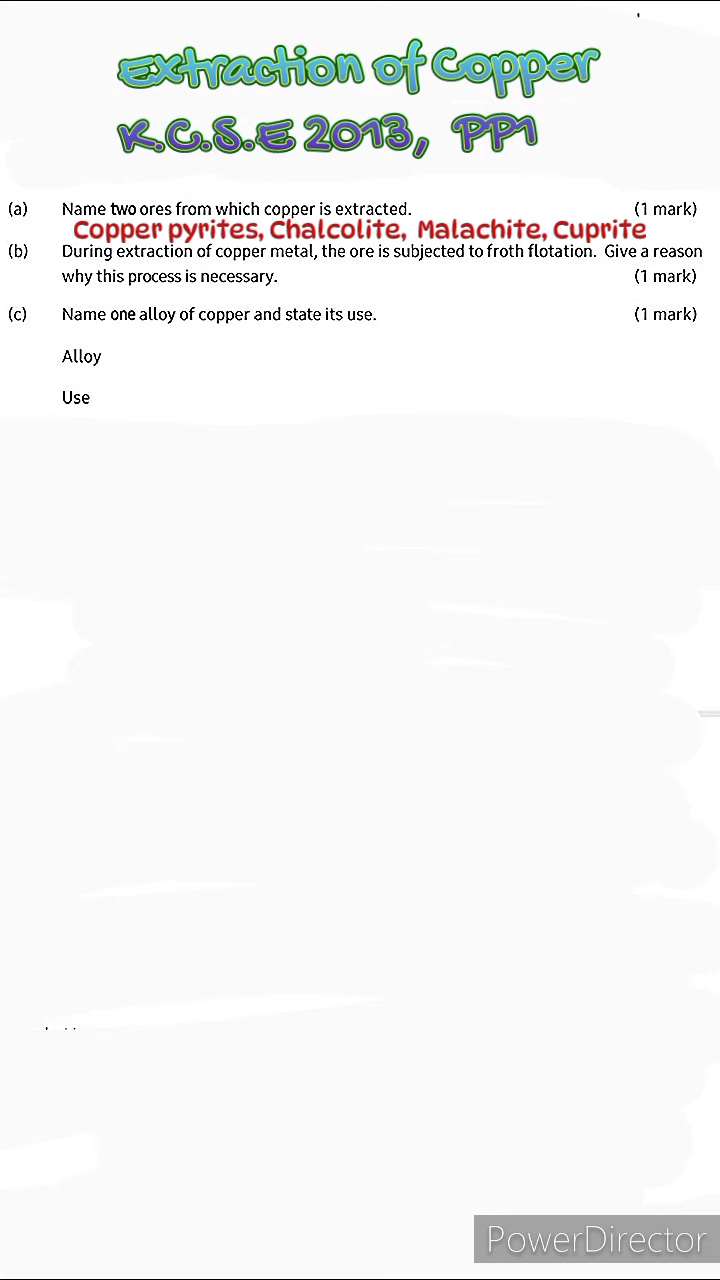 Extraction of Copper
K.C.S.E 2013, PP1
(a) Name two ores from which copper is extracted. (1 mark)
Copper pyrites, Chalcolite, Malachite, Cuprite
(b) During extraction of copper metal, the ore is subjected to froth flotation. Give a reason
why this process is necessary. (1 mark)
(c) Name one alloy of copper and state its use. (1 mark)
Alloy
Use
PowerDirector